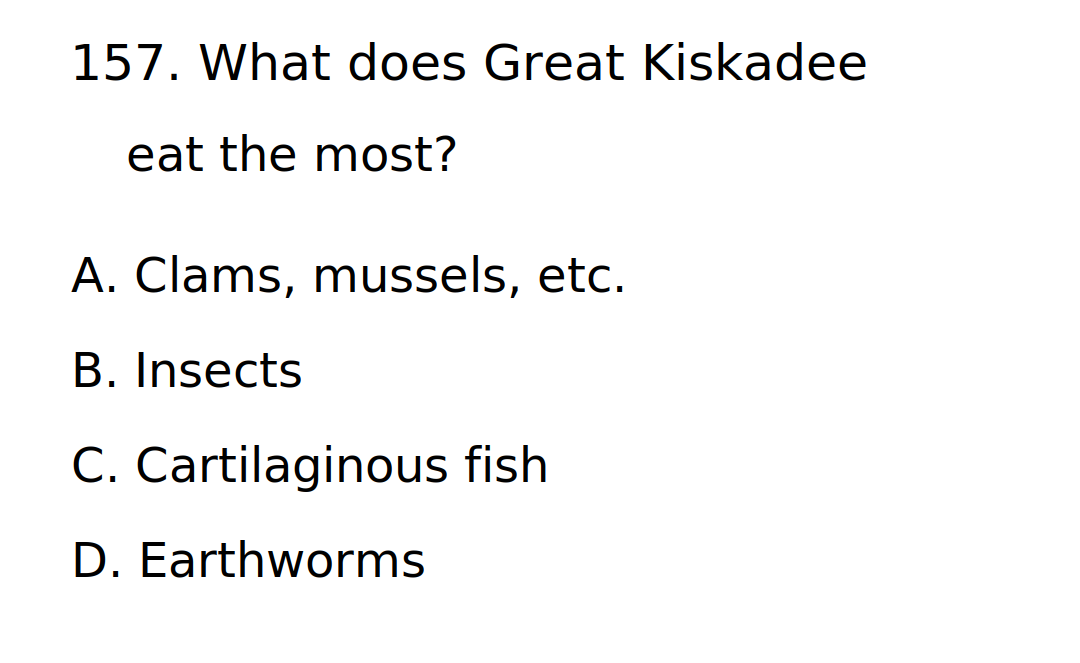 157. What does Great Kiskadee
eat the most?
A. Clams, mussels, etc.
B. Insects
C. Cartilaginous fish
D. Earthworms